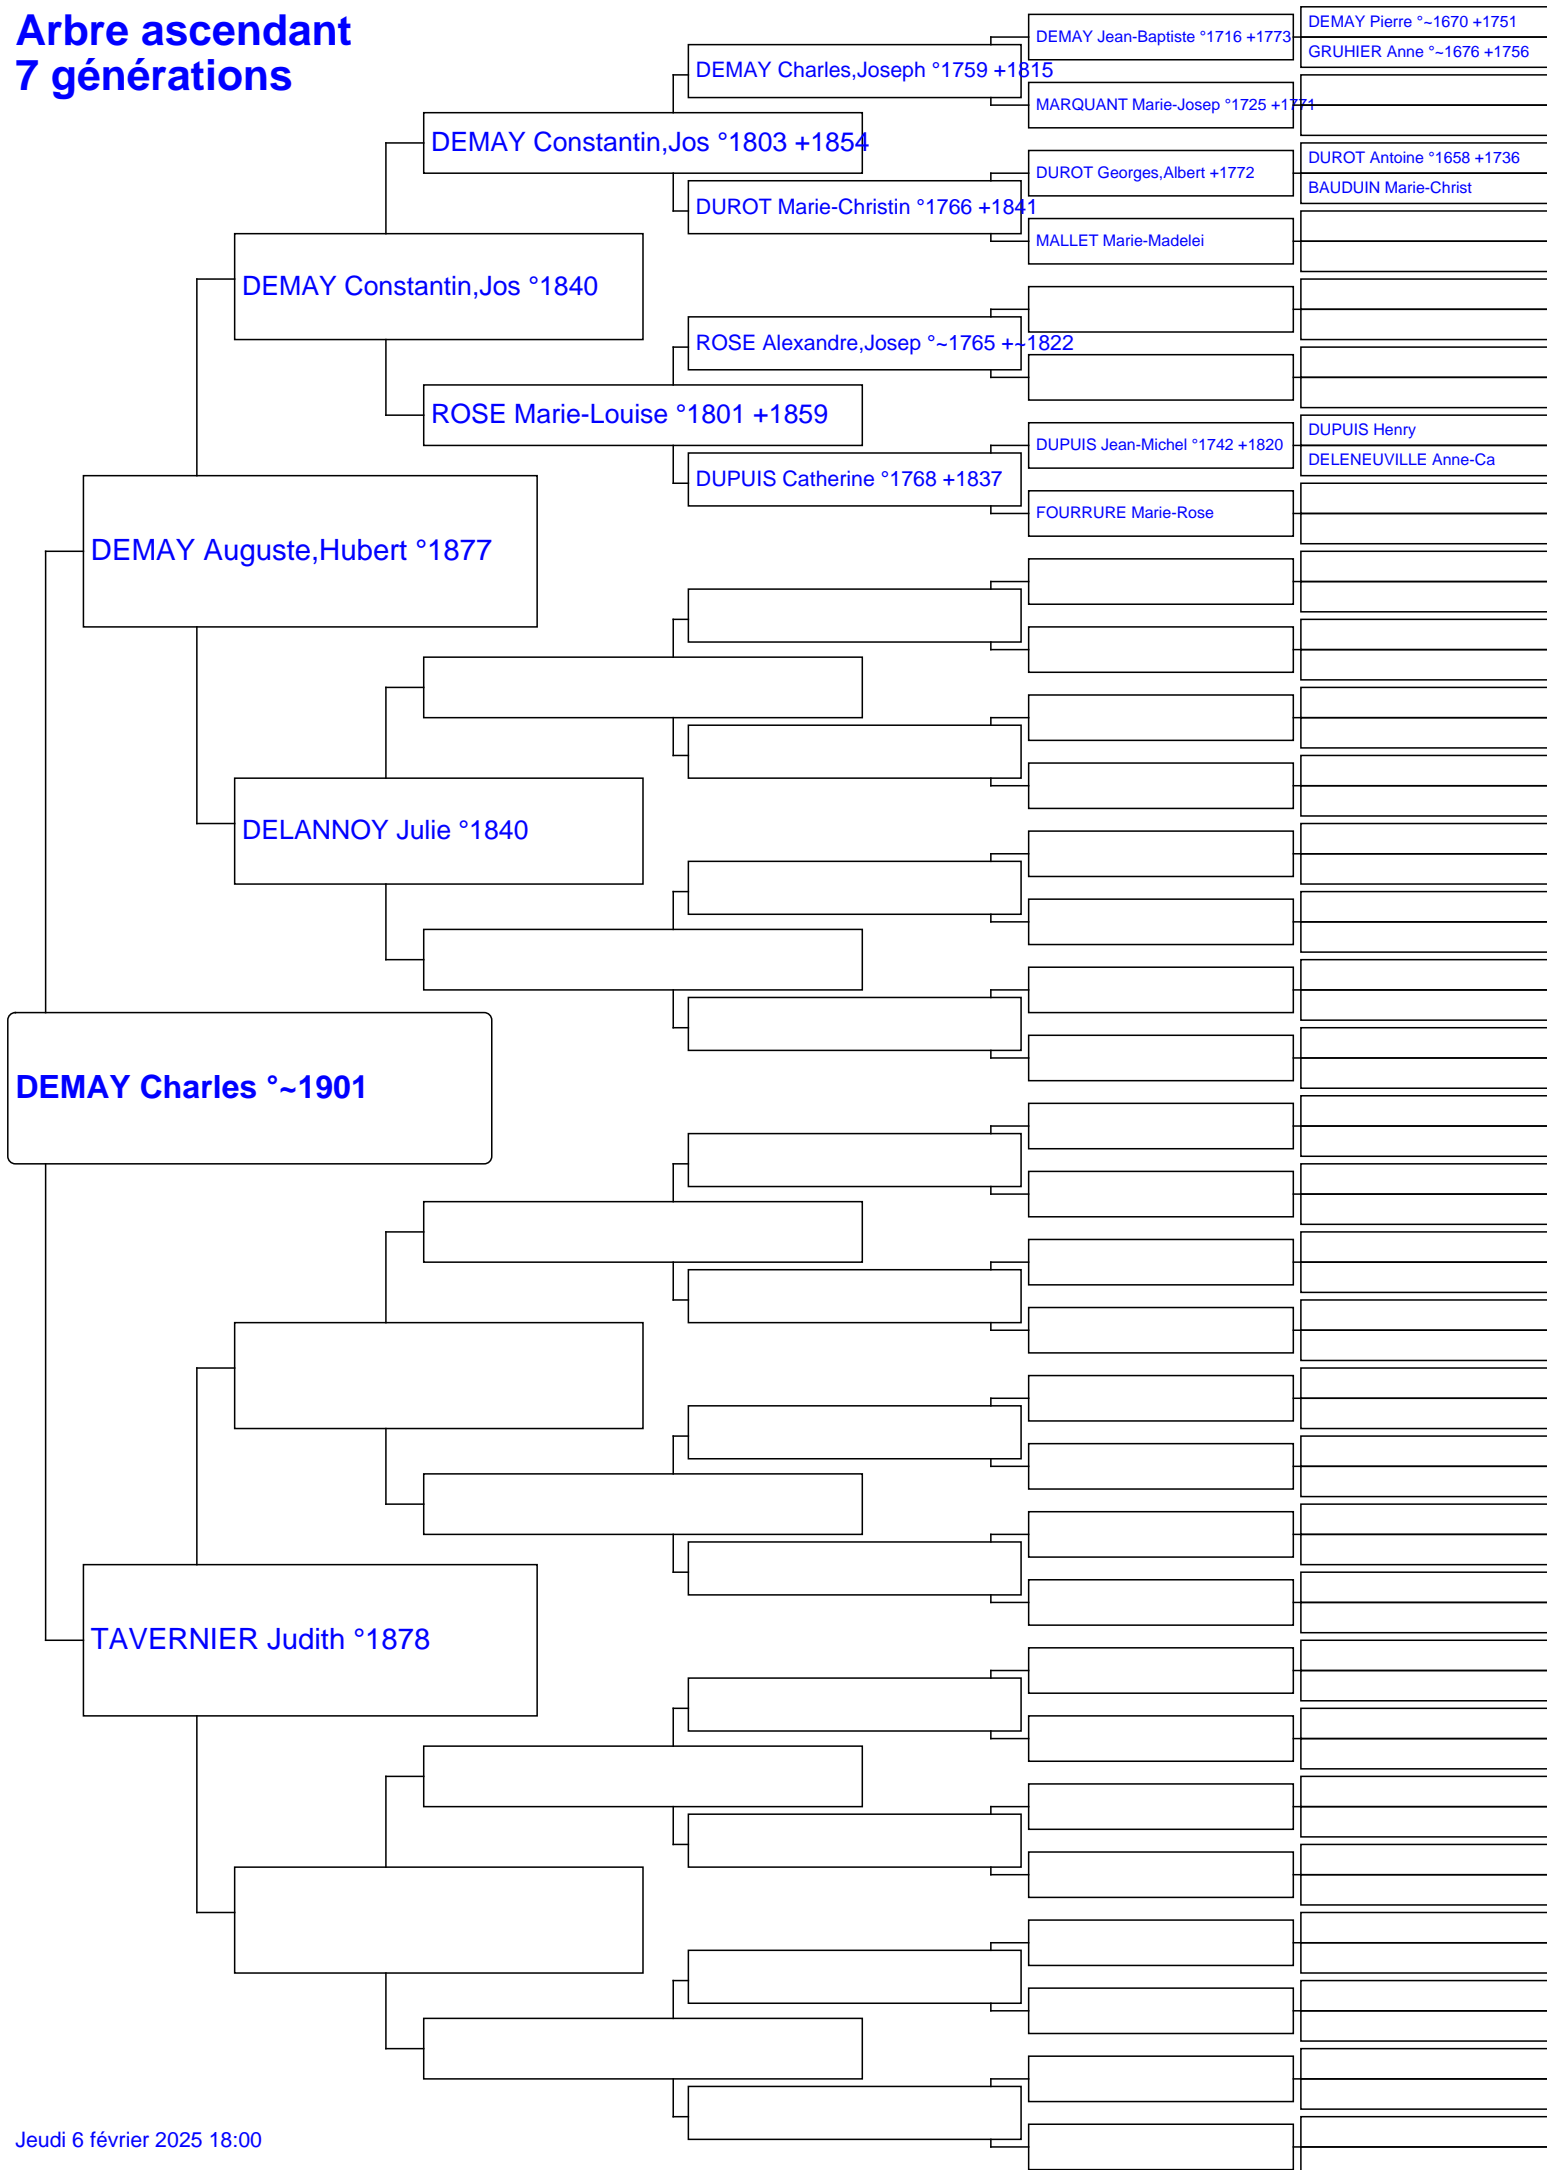 Arbre ascendant
7 générations
DEMAY Pierre °~1670 +1751
DEMAY Jean-Baptiste °1716 +1773
GRUHIER Anne °~1676 +1756
DEMAY Charles,Joseph °1759 +1815
MARQUANT Marie-Josep °1725 +1771
DEMAY Constantin,Jos °1803 +1854
DUROT Antoine °1658 +1736
DUROT Georges,Albert +1772
BAUDUIN Marie-Christ
DUROT Marie-Christin °1766 +1841
MALLET Marie-Madelei
DEMAY Constantin,Jos °1840
ROSE Alexandre,Josep °~1765 +~1822
ROSE Marie-Louise °1801 +1859
DUPUIS Henry
DUPUIS Jean-Michel °1742 +1820
DELENEUVILLE Anne-Ca
DUPUIS Catherine °1768 +1837
FOURRURE Marie-Rose
DEMAY Auguste,Hubert °1877
DELANNOY Julie °1840
DEMAY Charles °~1901
TAVERNIER Judith °1878
Jeudi 6 février 2025 18:00